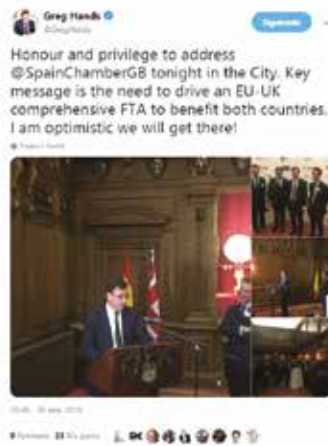 Greg Hands
@GregHands
Siguiendo
Honour and privilege to address
@SpainChamberGB tonight in the City. Key
message is the need to drive an EU-UK
comprehensive FTA to benefit both countries.
I am optimistic we will get there!